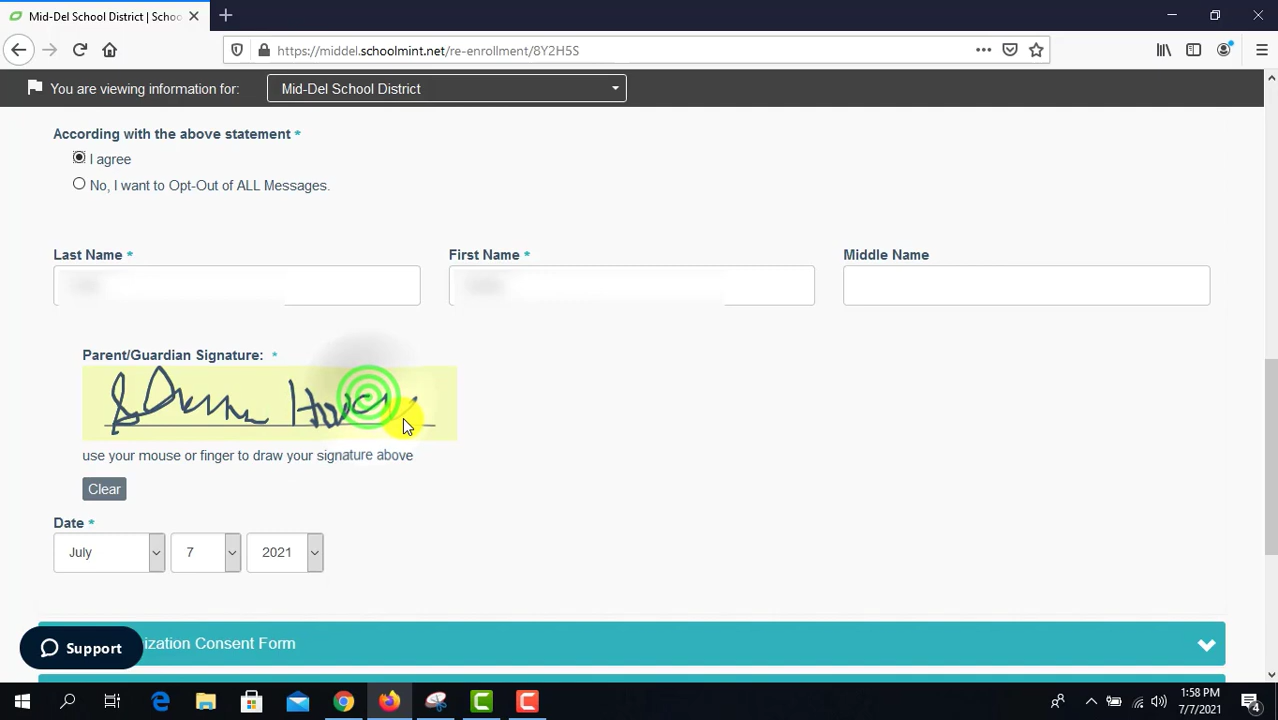 Mid-Del School District | Schoo
https://middel.schoolmint.net/re-enrollment/8Y2H5S
You are viewing information for:
Mid-Del School District
According with the above statement *
I agree
No, I want to Opt-Out of ALL Messages.
Last Name *
First Name *
Middle Name
Parent/Guardian Signature: *
use your mouse or finger to draw your signature above
Clear
Date *
July
7
2021
ization Consent Form
Support
1:58 PM
7/7/2021
4